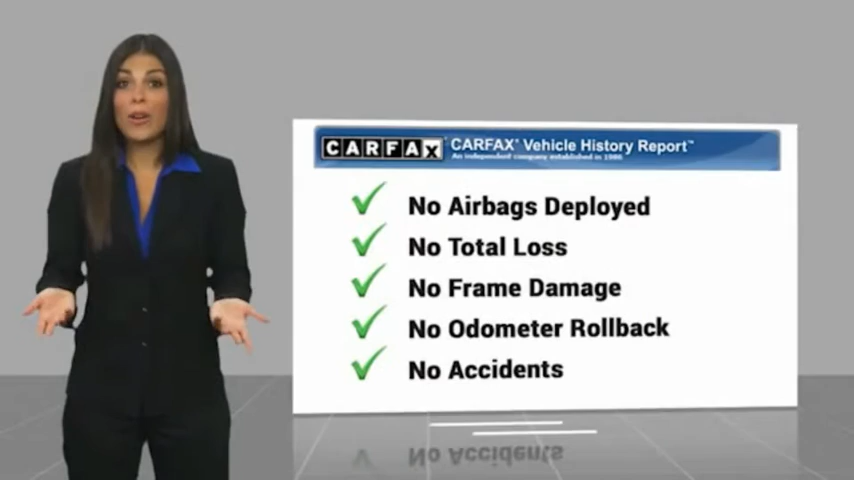 CARFAX CARFAX® Vehicle History Report™
An independent company established in 1986
No Airbags Deployed
No Total Loss
No Frame Damage
No Odometer Rollback
No Accidents
No Accidents